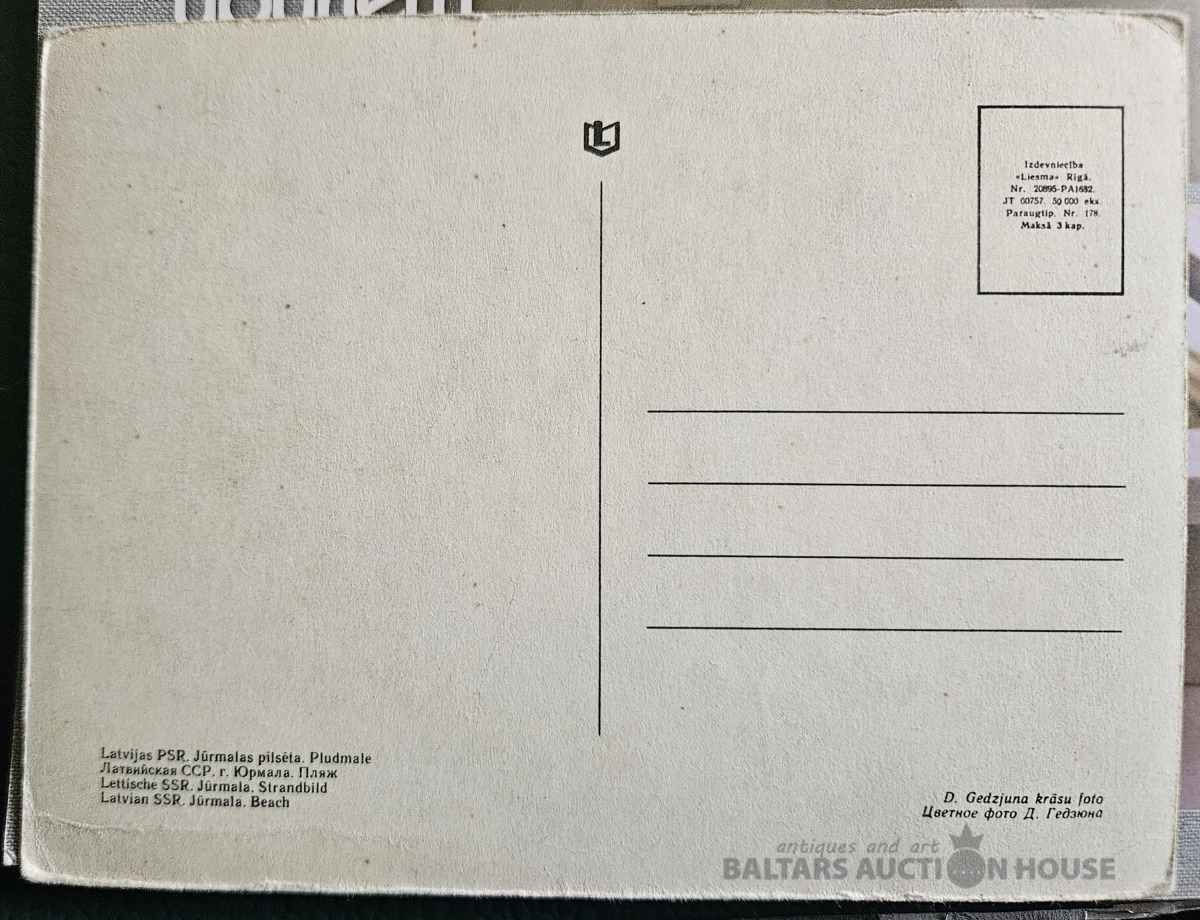 Izdevniecība
«Liesma» Rīgā.
Nr. 20895-PA1682.
JT 00757. 50 000 eks.
Paraugtip. Nr. 178.
Maksā 3 kap.
Latvijas PSR. Jūrmalas pilsēta. Pludmale
Латвийская ССР. г. Юрмала. Пляж
Lettische SSR. Jūrmala. Strandbild
Latvian SSR. Jūrmala. Beach
D. Gedzjuna krāsu foto
Цветное фото Д. Гедзюна
antiques and art
BALTARS AUCTION HOUSE